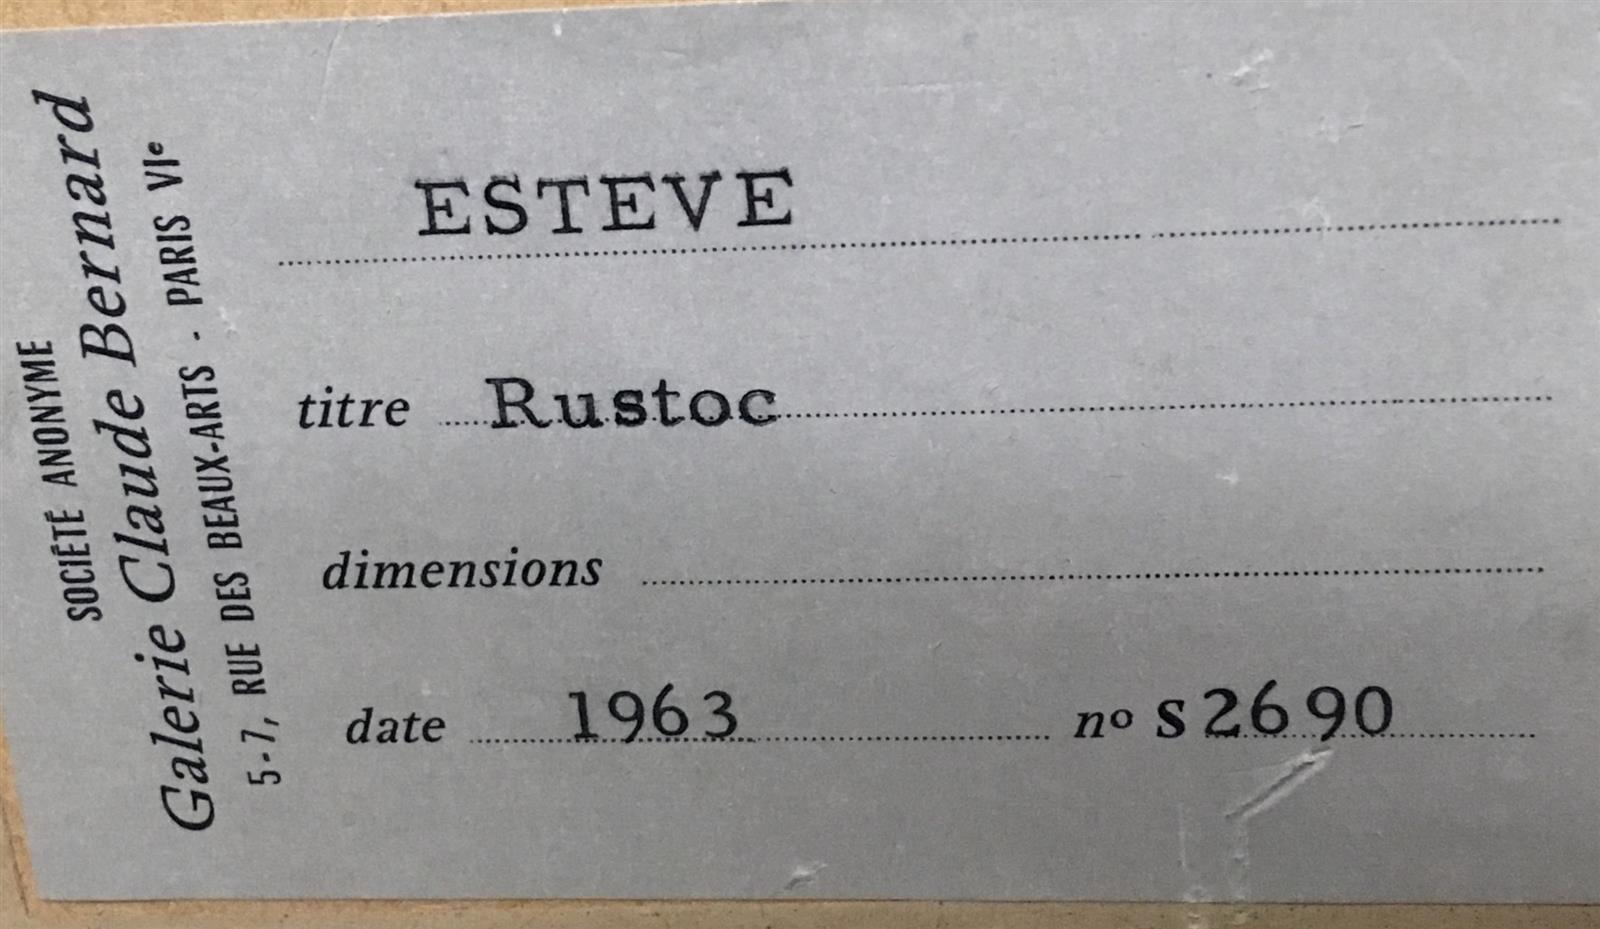 SOCIÉTÉ ANONYME
Galerie Claude Bernard
5-7, RUE DES BEAUX-ARTS - PARIS VIe
ESTEVE
titre Rustoc
dimensions
date 1963 no S2690